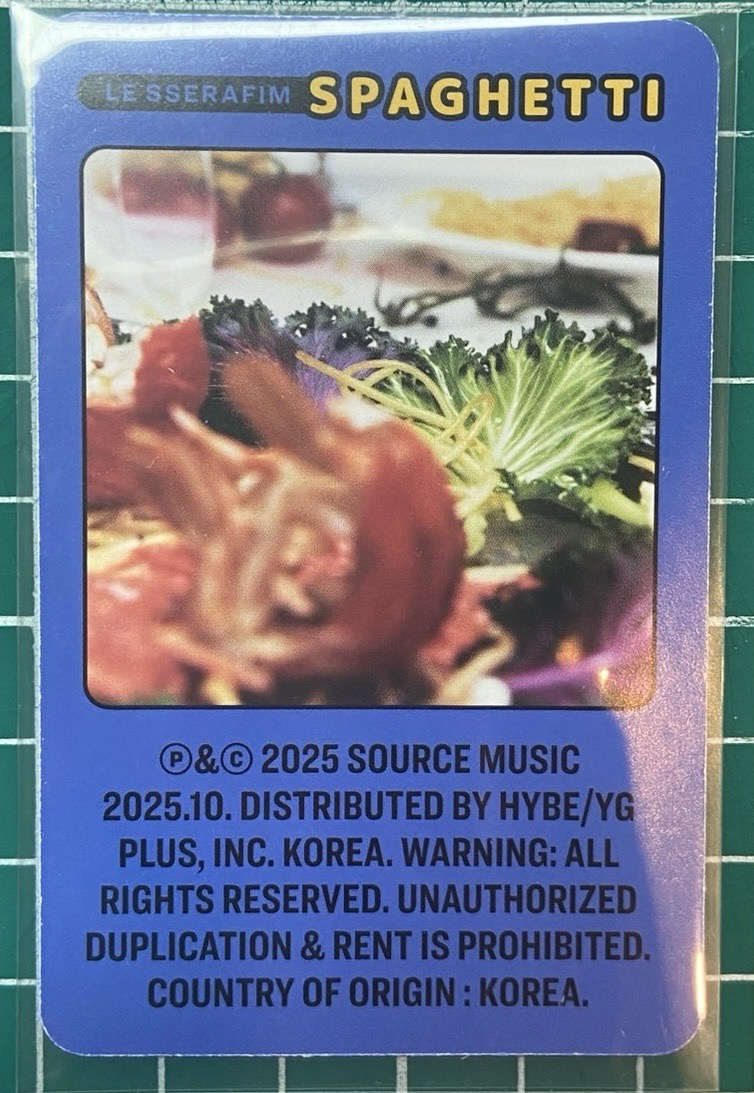 LE SSERAFIM SPAGHETTI
℗&© 2025 SOURCE MUSIC
2025.10. DISTRIBUTED BY HYBE/YG
PLUS, INC. KOREA. WARNING: ALL
RIGHTS RESERVED. UNAUTHORIZED
DUPLICATION & RENT IS PROHIBITED.
COUNTRY OF ORIGIN : KOREA.